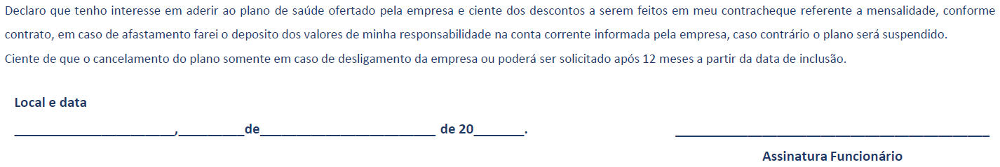 Declaro que tenho interesse em aderir ao plano de saúde ofertado pela empresa e ciente dos descontos a serem feitos em meu contracheque referente a mensalidade, conforme
contrato, em caso de afastamento farei o deposito dos valores de minha responsabilidade na conta corrente informada pela empresa, caso contrário o plano será suspendido.
Ciente de que o cancelamento do plano somente em caso de desligamento da empresa ou poderá ser solicitado após 12 meses a partir da data de inclusão.
Local e data
______________________,_________de________________________ de 20_______. ___________________________________________
Assinatura Funcionário